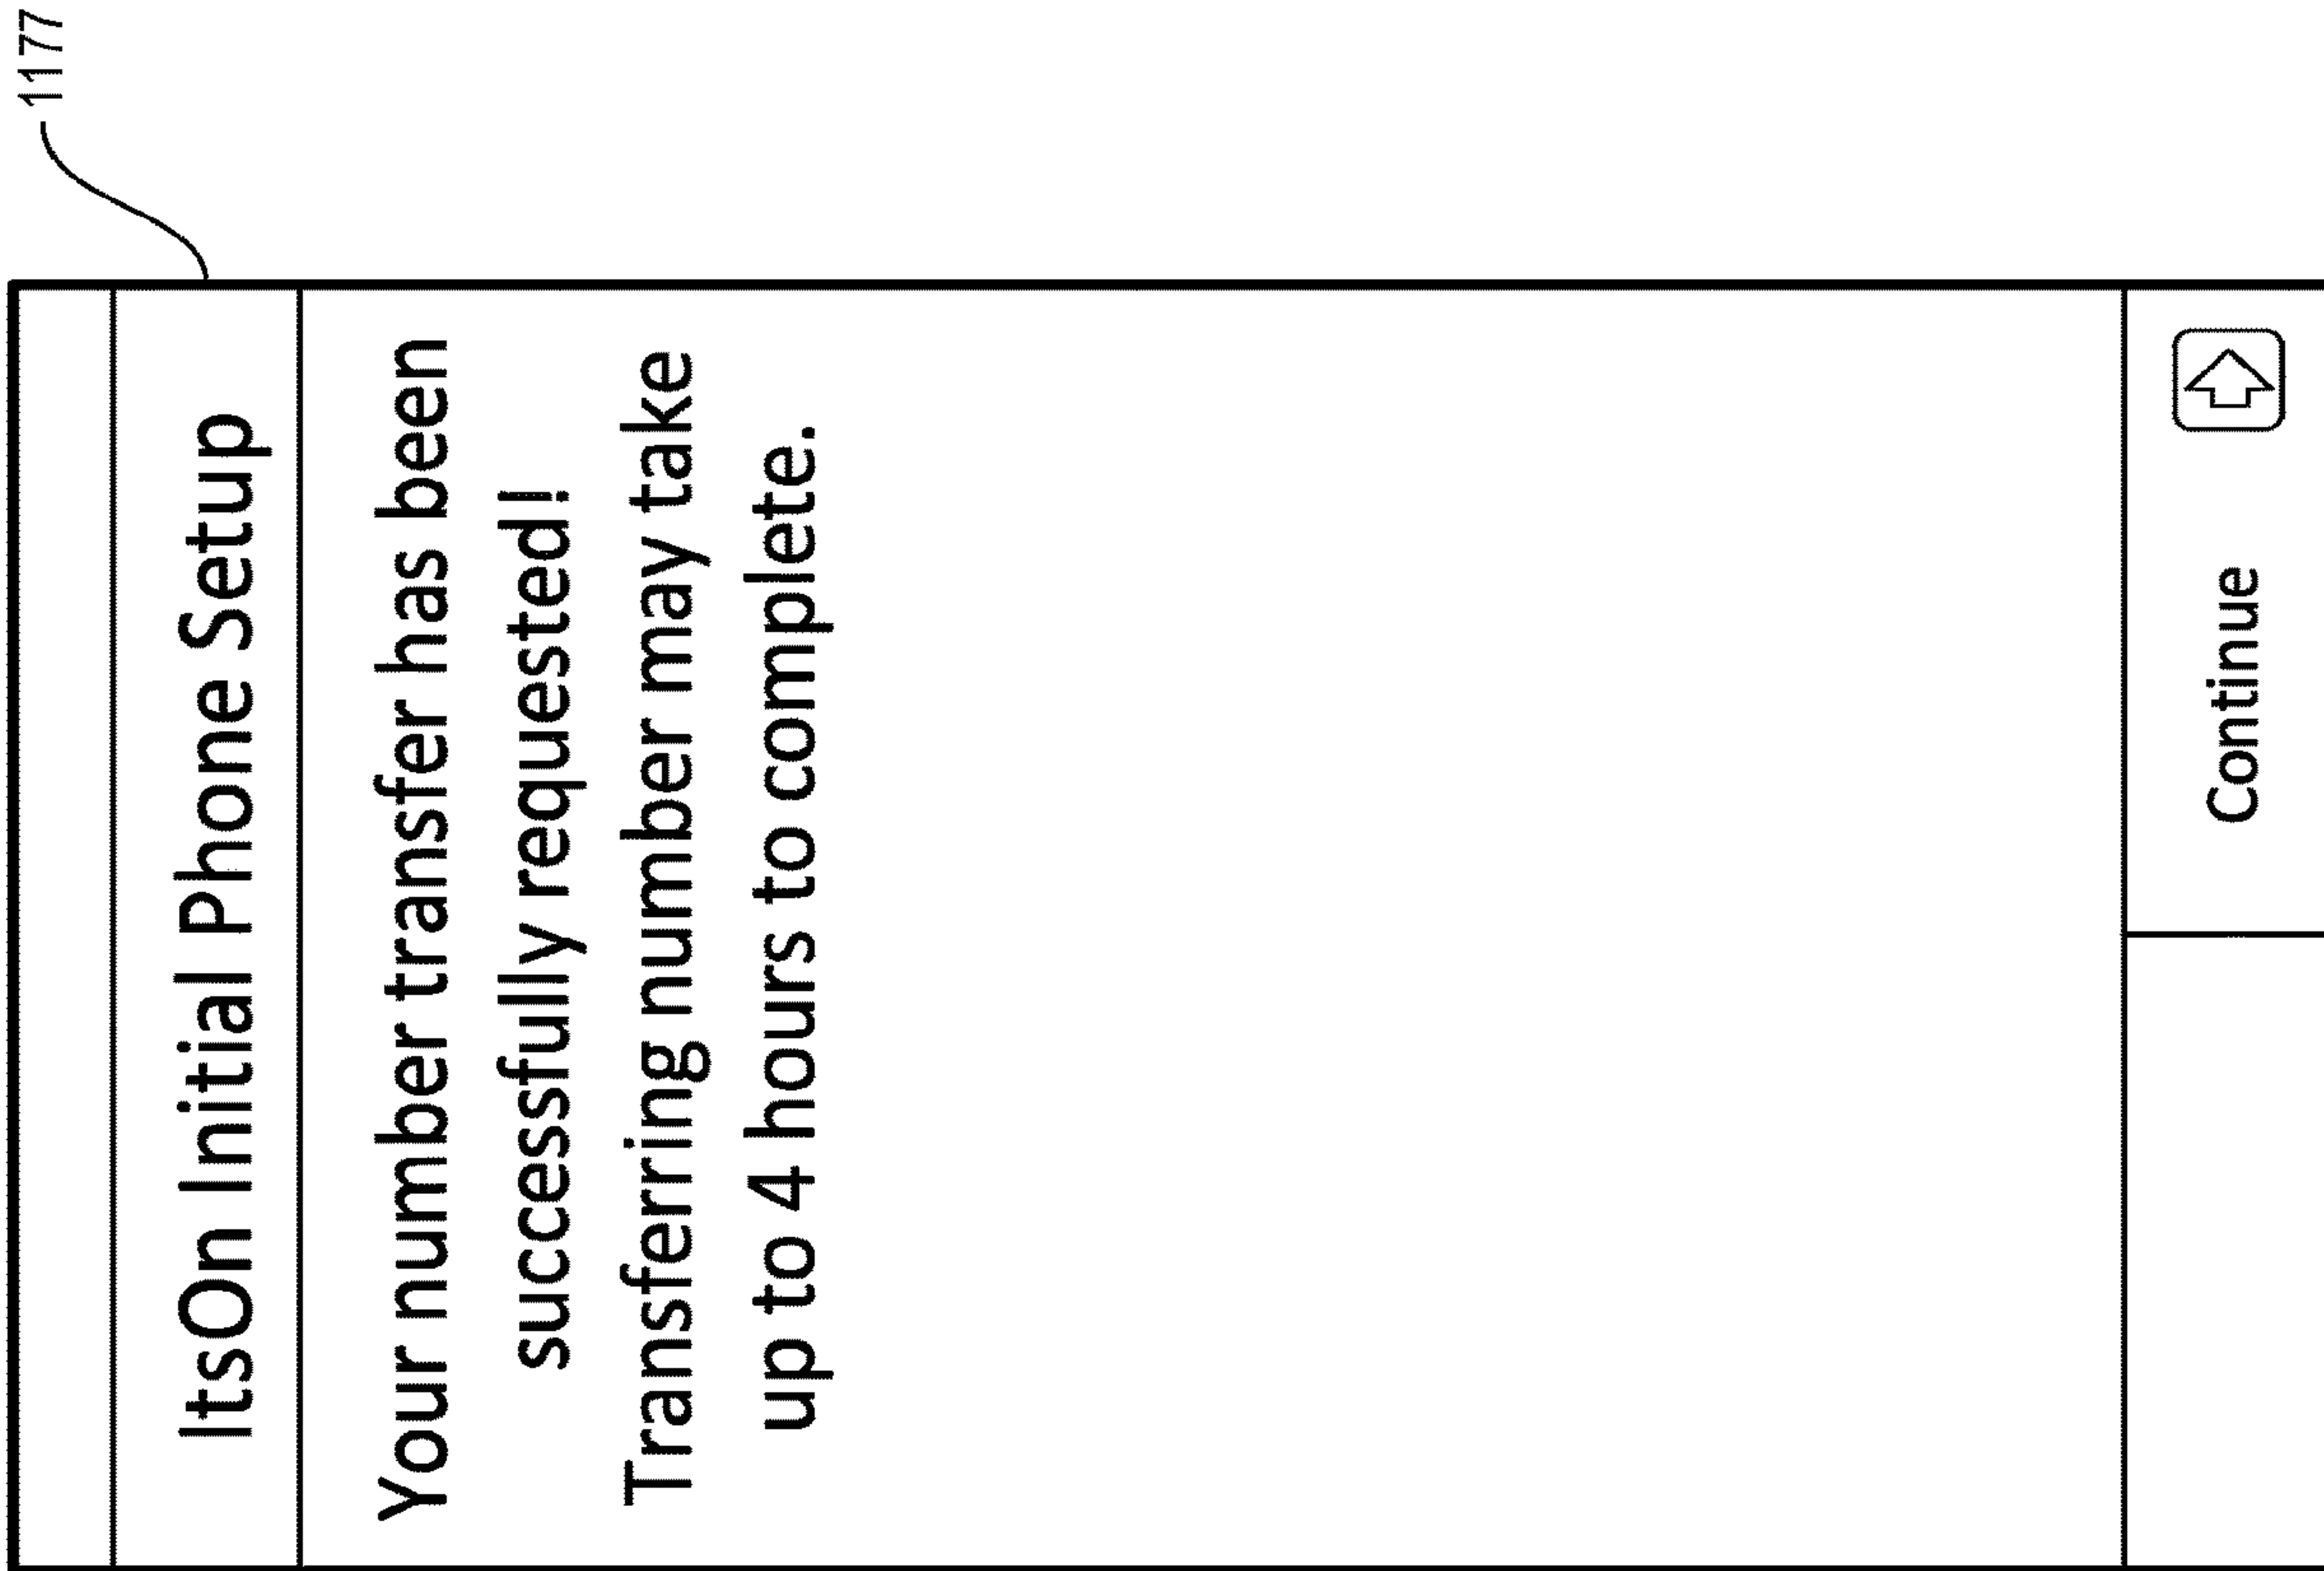 1177
ItsOn Initial Phone Setup
Your number transfer has been
successfully requested!
Transferring number may take
up to 4 hours to complete.
Continue